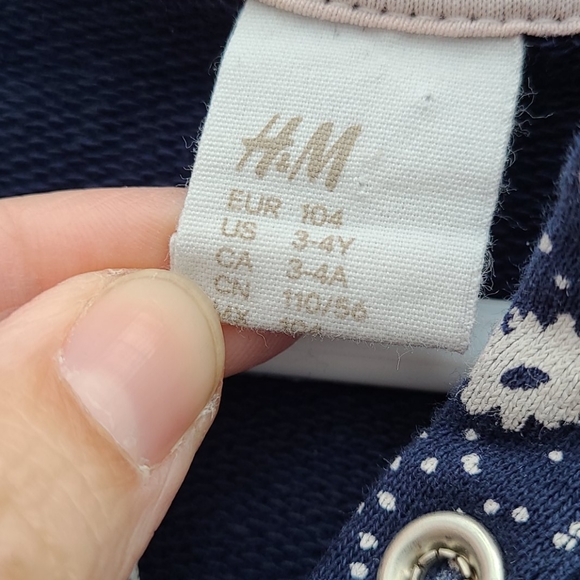 H&M
EUR 104
US 3-4Y
CA 3-4A
CN 110/56